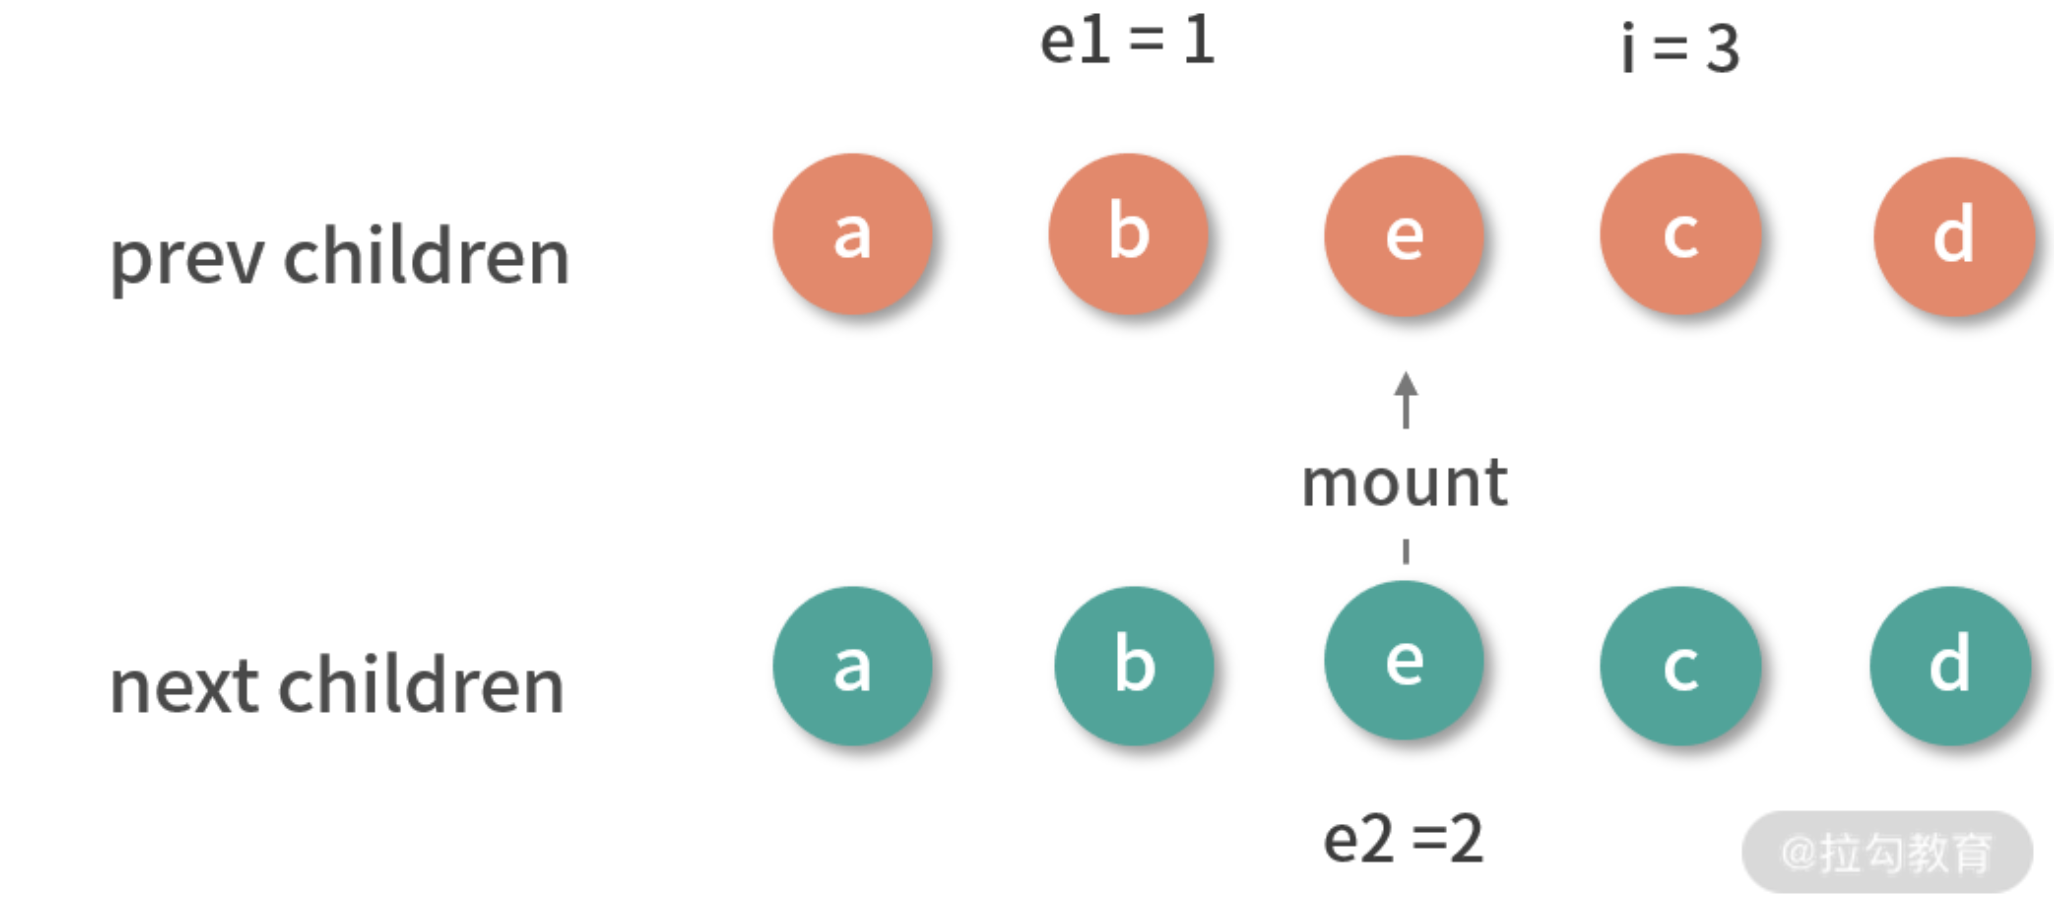 e1 = 1
i = 3
prev children
a
b
e
c
d
mount
next children
a
b
e
c
d
e2 =2
@拉勾教育